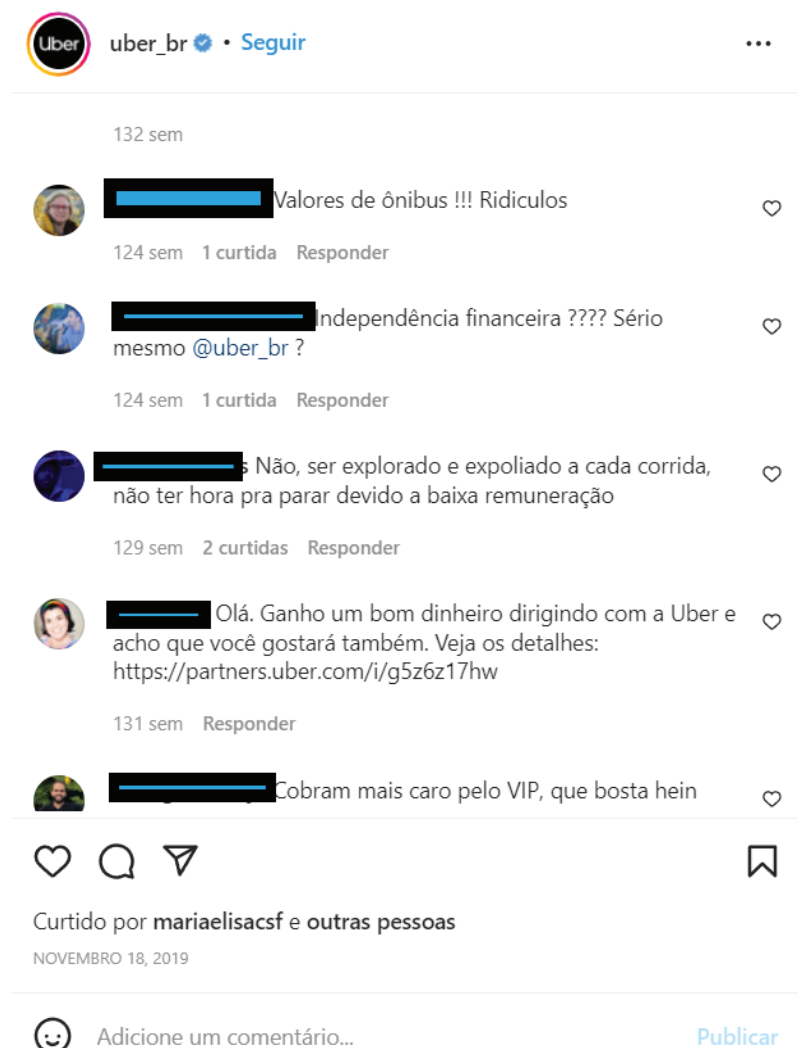 Uber
uber_br • Seguir
132 sem
Valores de ônibus !!! Ridiculos
124 sem 1 curtida Responder
Independência financeira ???? Sério
mesmo @uber_br ?
124 sem 1 curtida Responder
s Não, ser explorado e expoliado a cada corrida,
não ter hora pra parar devido a baixa remuneração
129 sem 2 curtidas Responder
Olá. Ganho um bom dinheiro dirigindo com a Uber e
acho que você gostará também. Veja os detalhes:
https://partners.uber.com/i/g5z6z17hw
131 sem Responder
Cobram mais caro pelo VIP, que bosta hein
Curtido por mariaelisacsf e outras pessoas
NOVEMBRO 18, 2019
Adicione um comentário...
Publicar